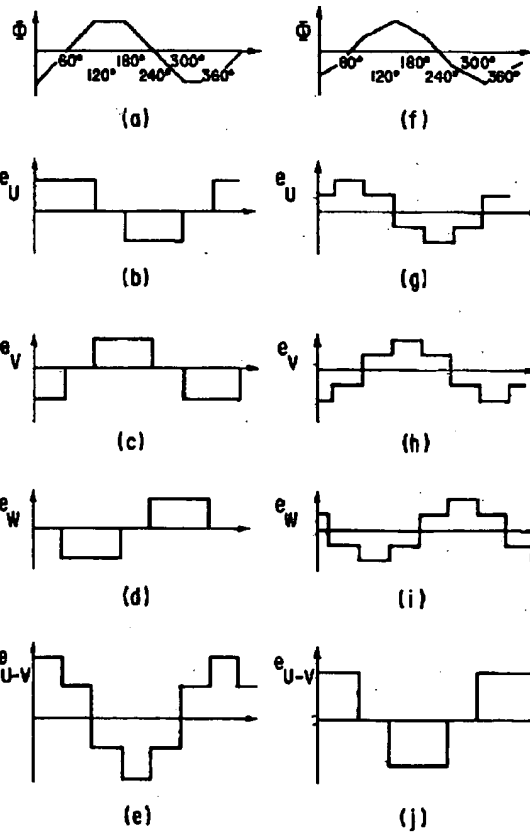 Φ
60° 180° 300°
120° 240° 360°
(a)
Φ
60° 180° 300°
120° 240° 360°
(f)
eU
(b)
eU
(g)
eV
(c)
eV
(h)
eW
(d)
eW
(i)
eU-V
(e)
eU-V
(j)